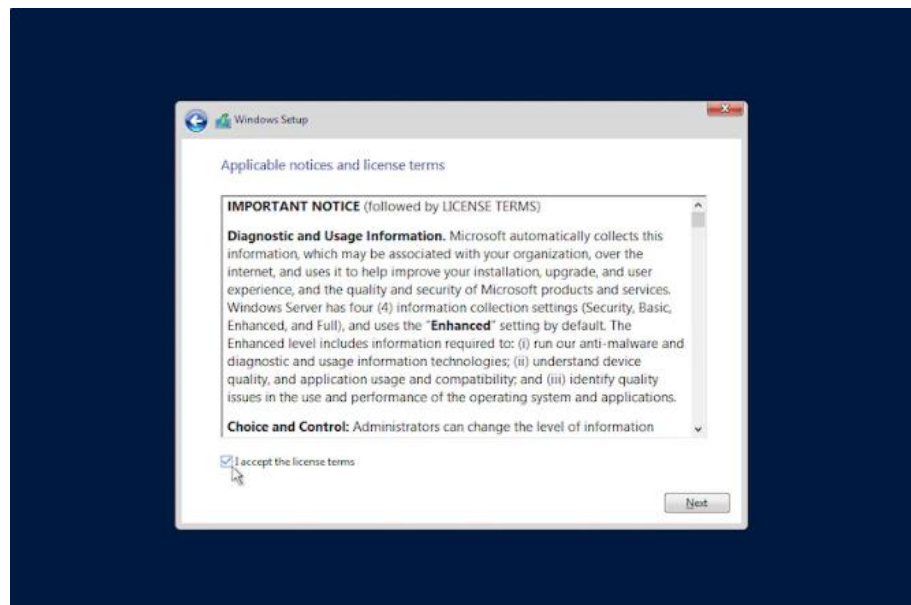 Windows Setup
Applicable notices and license terms
IMPORTANT NOTICE (followed by LICENSE TERMS)
Diagnostic and Usage Information. Microsoft automatically collects this
information, which may be associated with your organization, over the
internet, and uses it to help improve your installation, upgrade, and user
experience, and the quality and security of Microsoft products and services.
Windows Server has four (4) information collection settings (Security, Basic,
Enhanced, and Full), and uses the "Enhanced" setting by default. The
Enhanced level includes information required to: (i) run our anti-malware and
diagnostic and usage information technologies; (ii) understand device
quality, and application usage and compatibility; and (iii) identify quality
issues in the use and performance of the operating system and applications.
Choice and Control: Administrators can change the level of information
I accept the license terms
Next